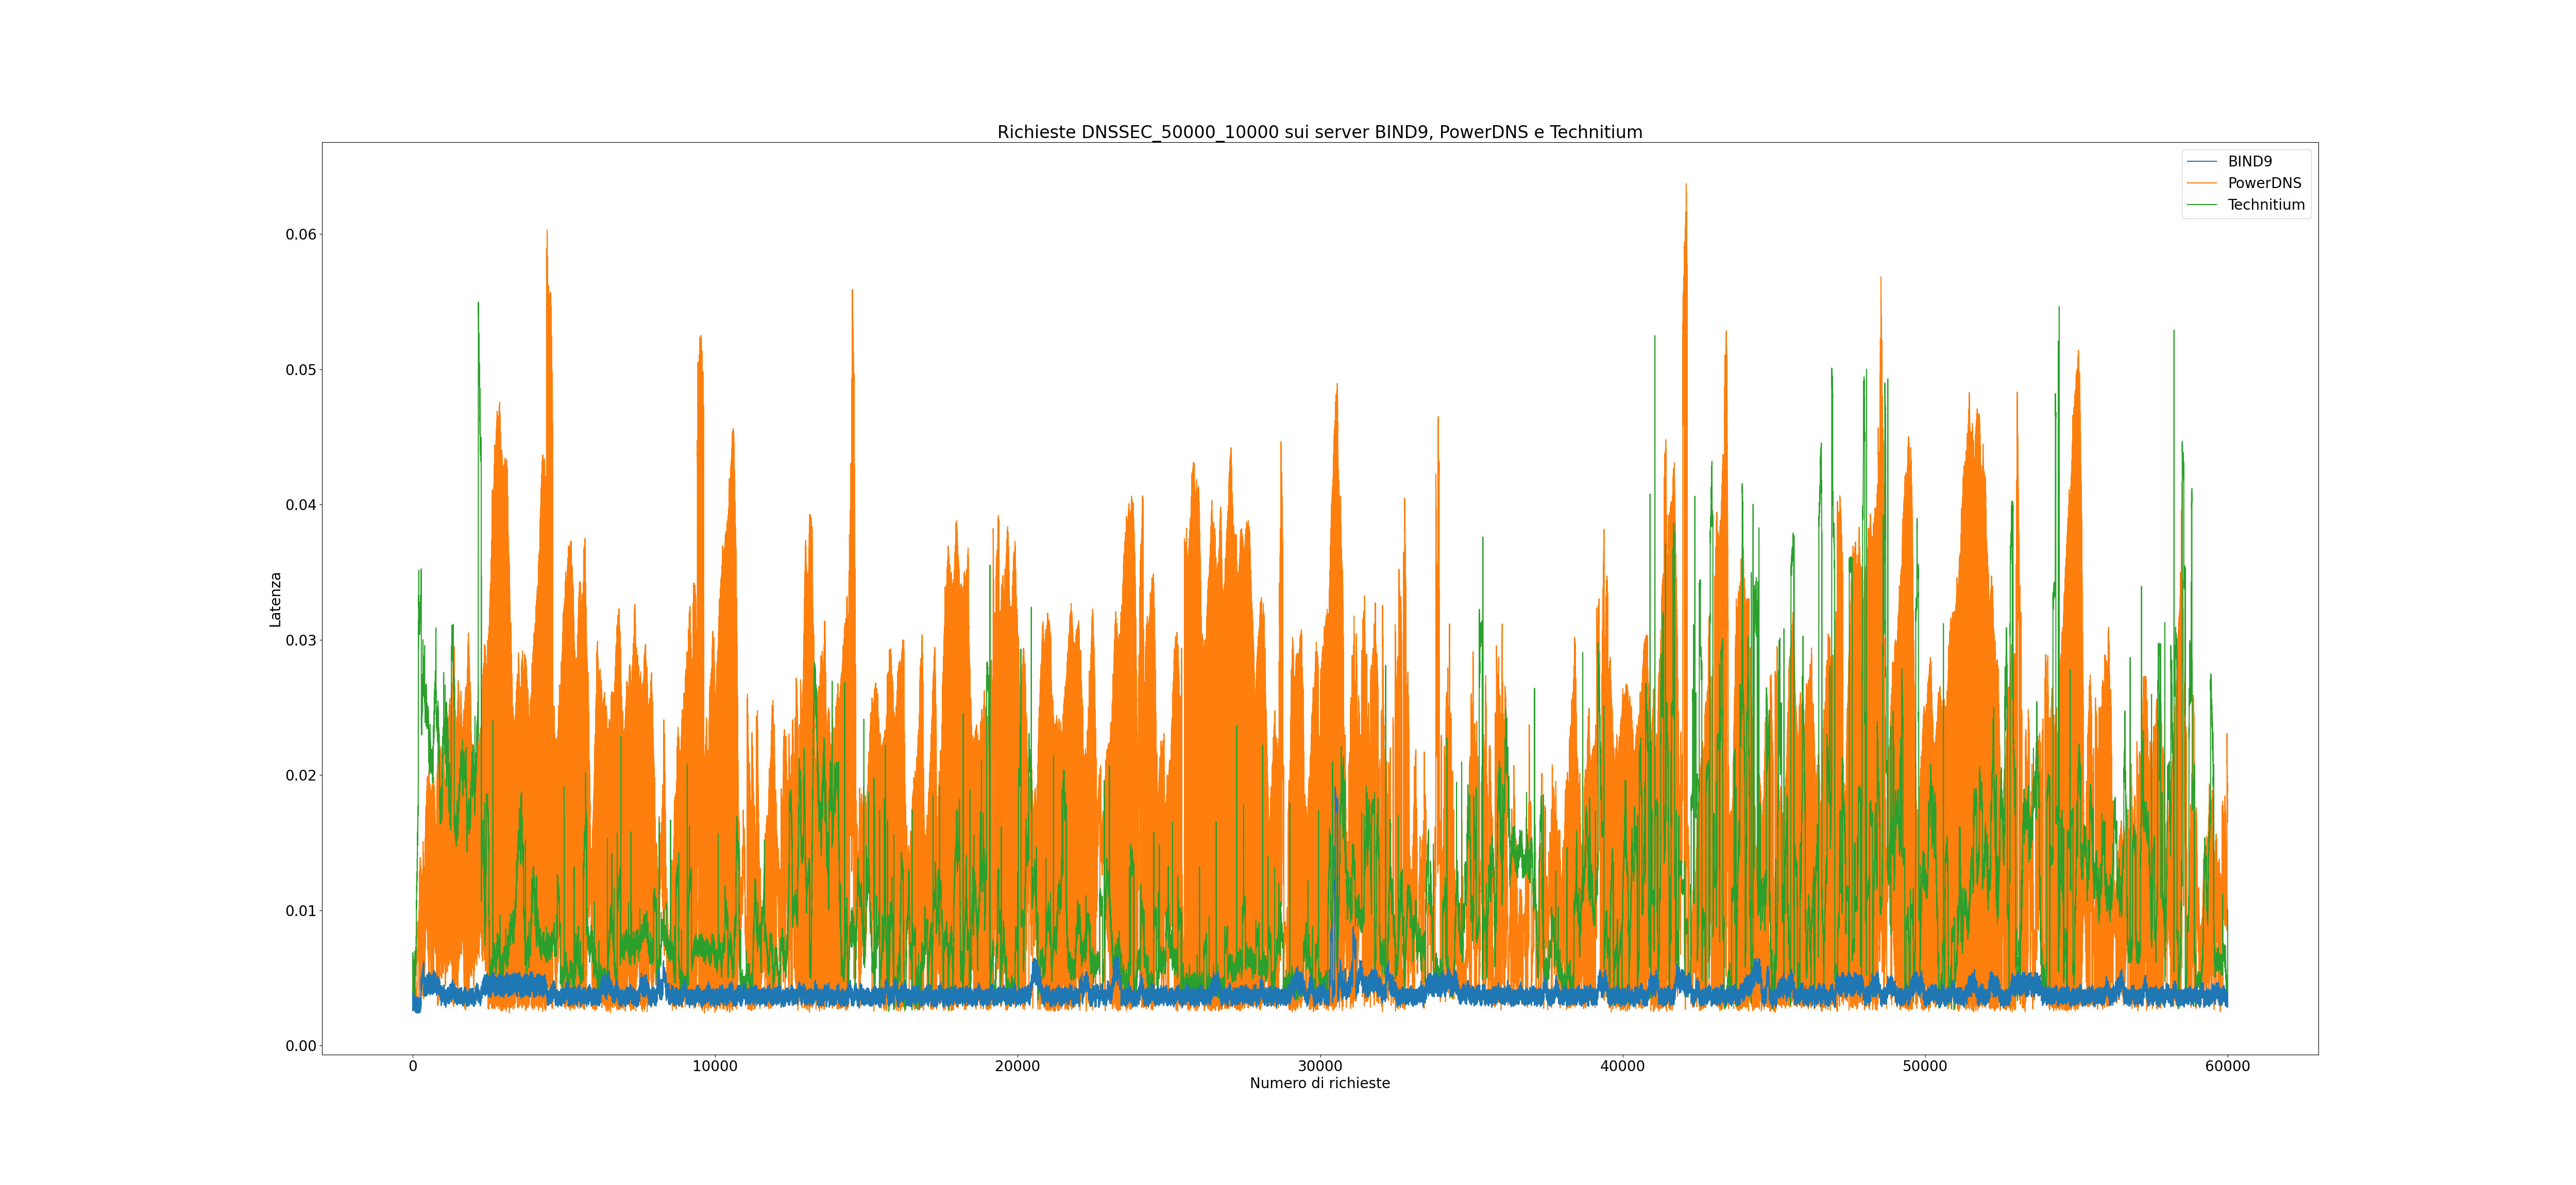 Richieste DNSSEC_50000_10000 sui server BIND9, PowerDNS e Technitium
BIND9
PowerDNS
Technitium
0.06
0.05
0.04
0.03
0.02
0.01
0.00
Latenza
0 10000 20000 30000 40000 50000 60000
Numero di richieste